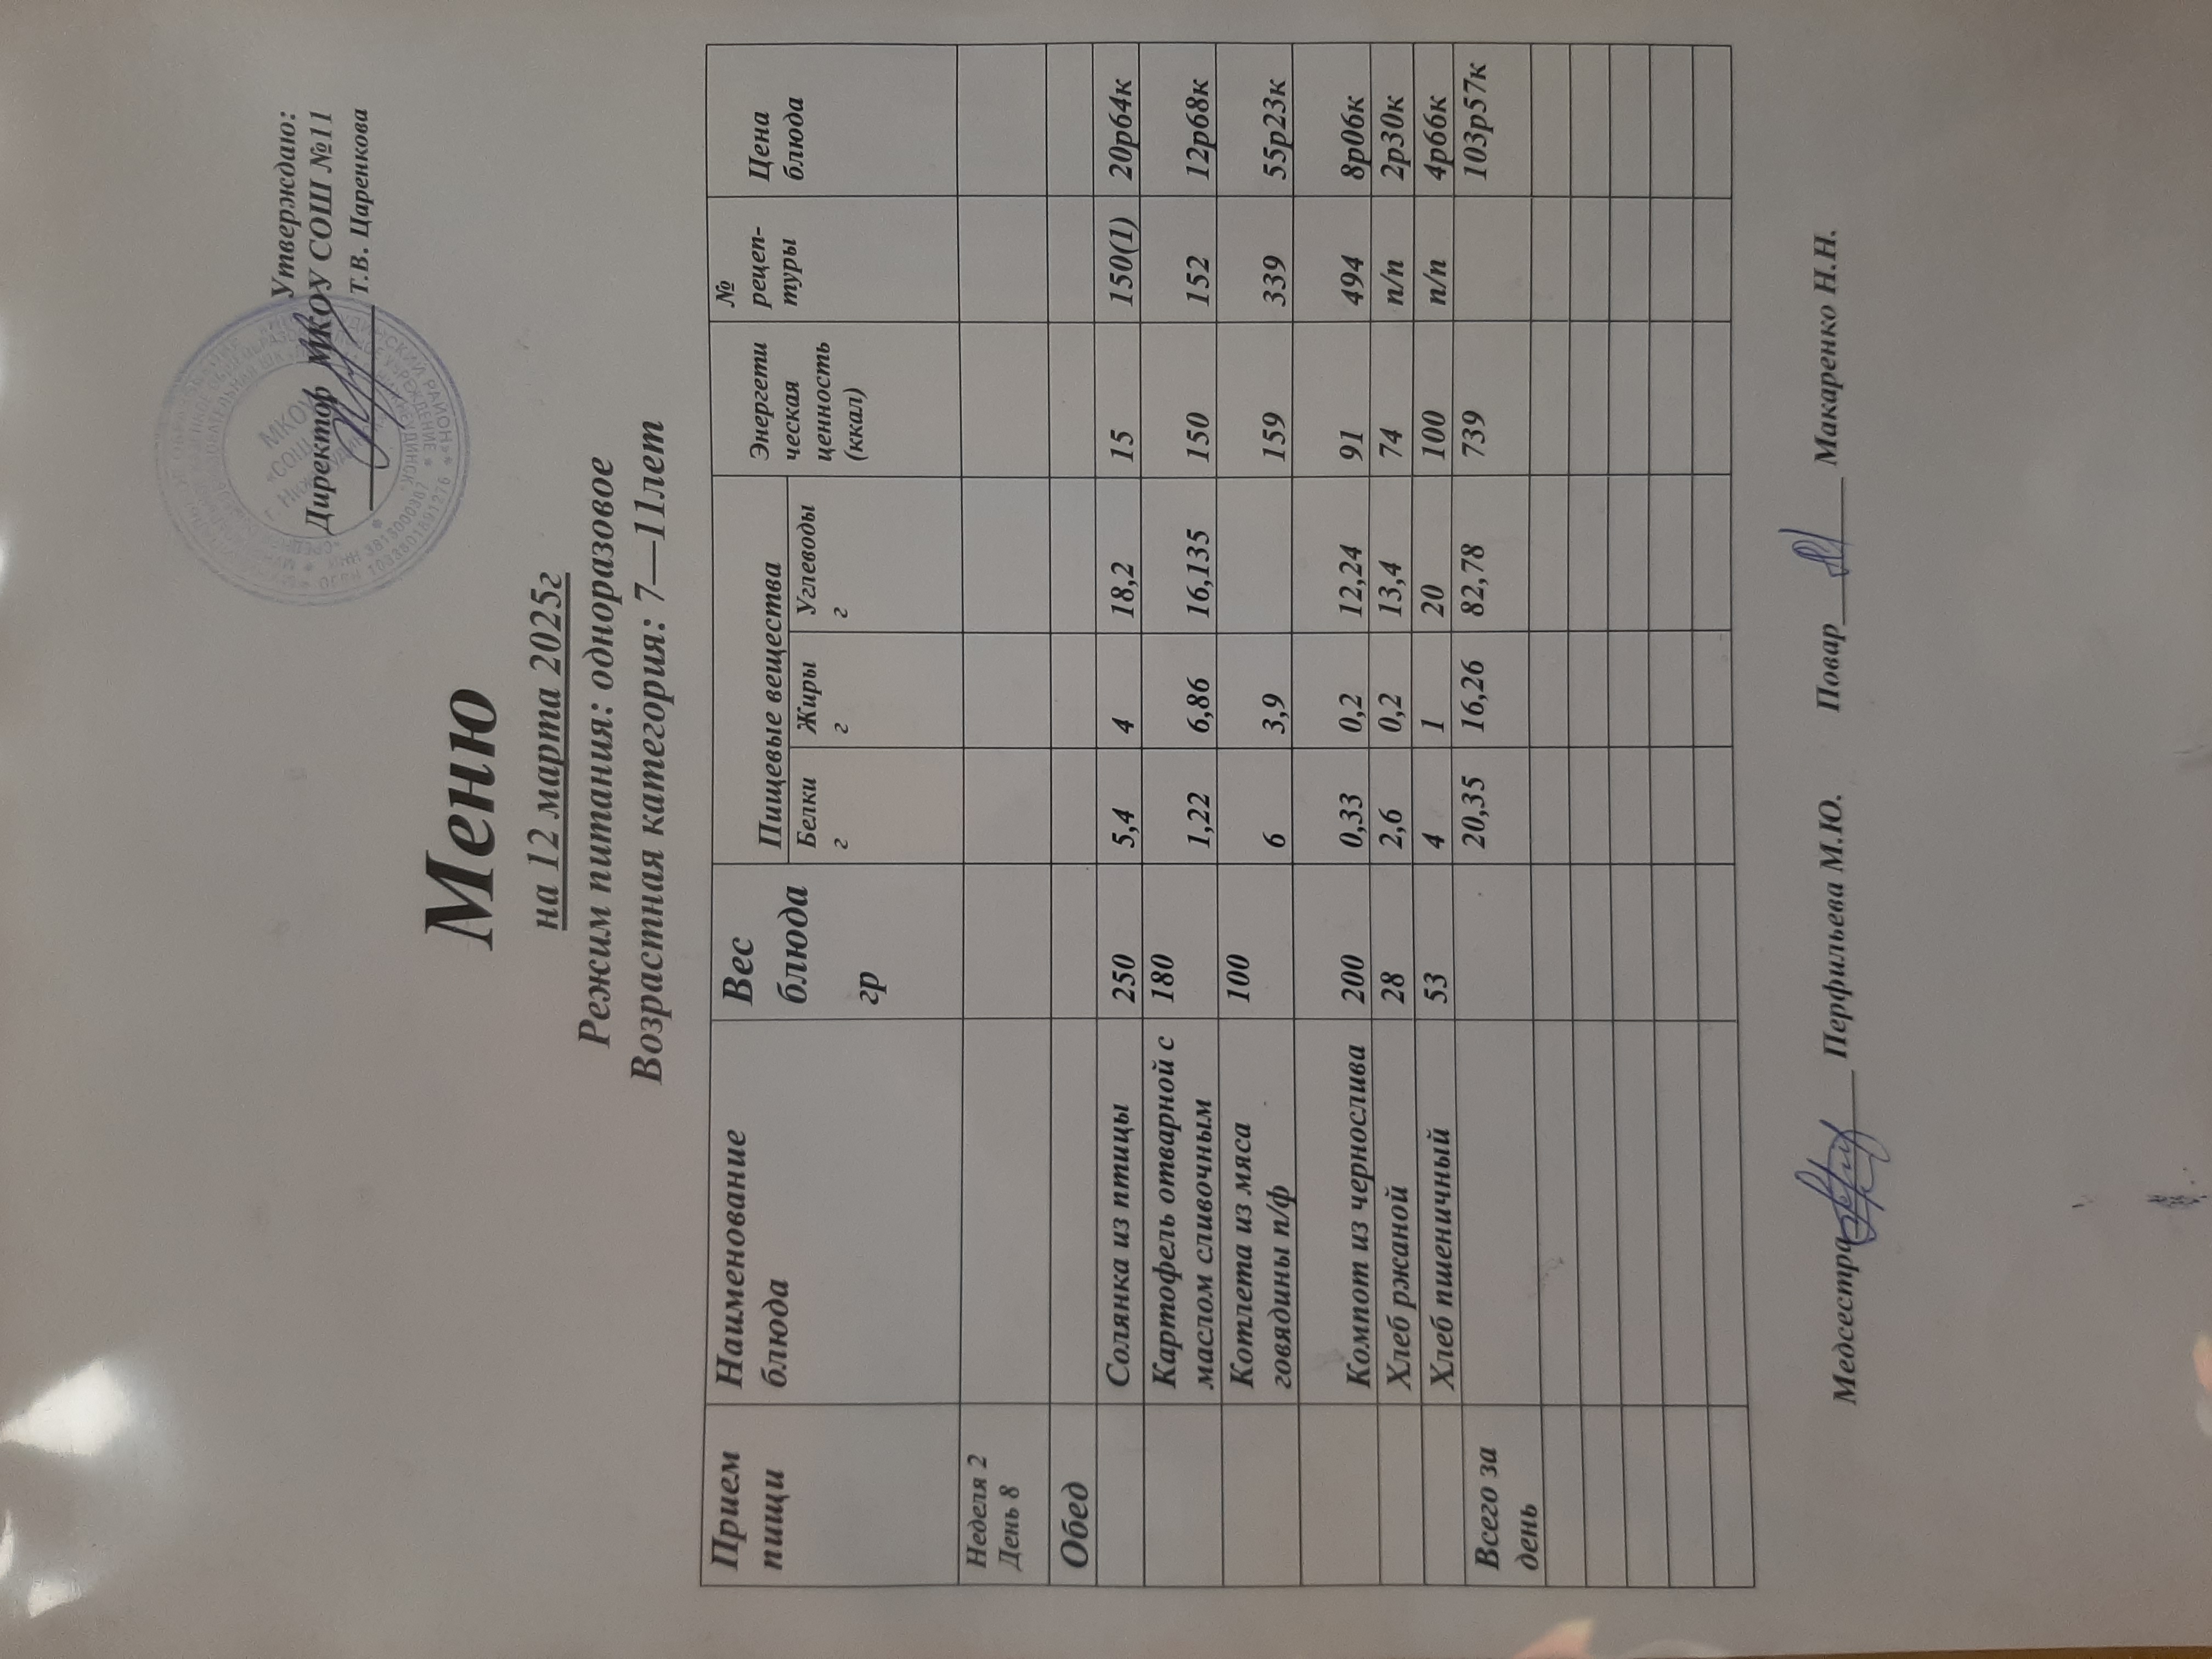 Утверждаю:
Директор МКОУ СОШ №11
Т.В. Царенкова
Меню
на 12 марта 2025г
Режим питания: одноразовое
Возрастная категория: 7—11лет
Прием пищи Наименование блюда Вес блюда гр Пищевые вещества Энергети ческая ценность (ккал) № рецеп- туры Цена блюда
Белки г Жиры г Углеводы г
Неделя 2
День 8
Обед
Солянка из птицы 250 5,4 4 18,2 15 150(1) 20р64к
Картофель отварной с 180
маслом сливочным 1,22 6,86 16,135 150 152 12р68к
Котлета из мяса 100
говядины п/ф 6 3,9 159 339 55р23к
Компот из чернослива 200 0,33 0,2 12,24 91 494 8р06к
Хлеб ржаной 28 2,6 0,2 13,4 74 п/п 2р30к
Хлеб пшеничный 53 4 1 20 100 п/п 4р66к
Всего за день 20,35 16,26 82,78 739 103р57к
Медсестра Перфильева М.Ю. Повар Макаренко Н.Н.